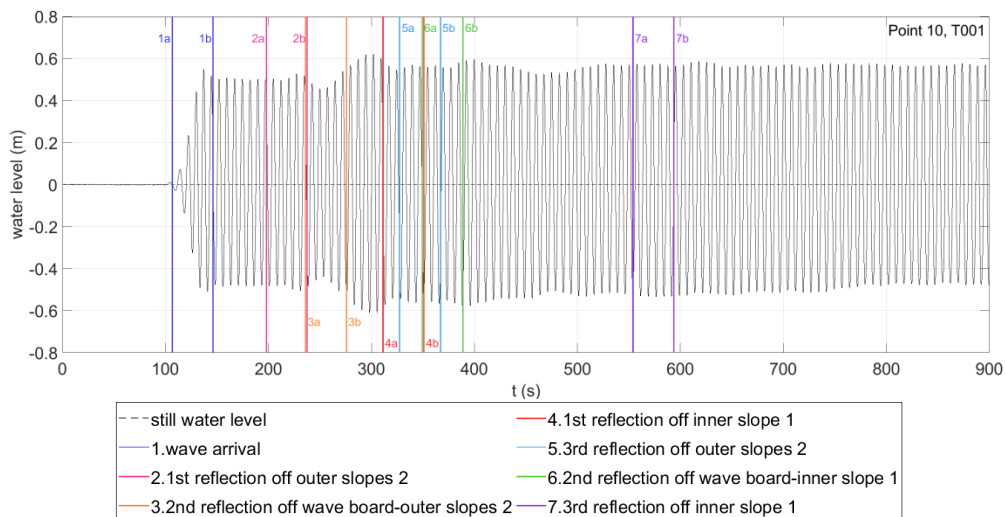 0.8
0.6
0.4
0.2
0
-0.2
-0.4
-0.6
-0.8
water level (m)
1a
1b
2a
2b
5a
6a
5b
6b
7a
7b
Point 10, T001
3a
3b
4a
4b
0 100 200 300 400 500 600 700 800 900
t (s)
still water level
1.wave arrival
2.1st reflection off outer slopes 2
3.2nd reflection off wave board-outer slopes 2
4.1st reflection off inner slope 1
5.3rd reflection off outer slopes 2
6.2nd reflection off wave board-inner slope 1
7.3rd reflection off inner slope 1